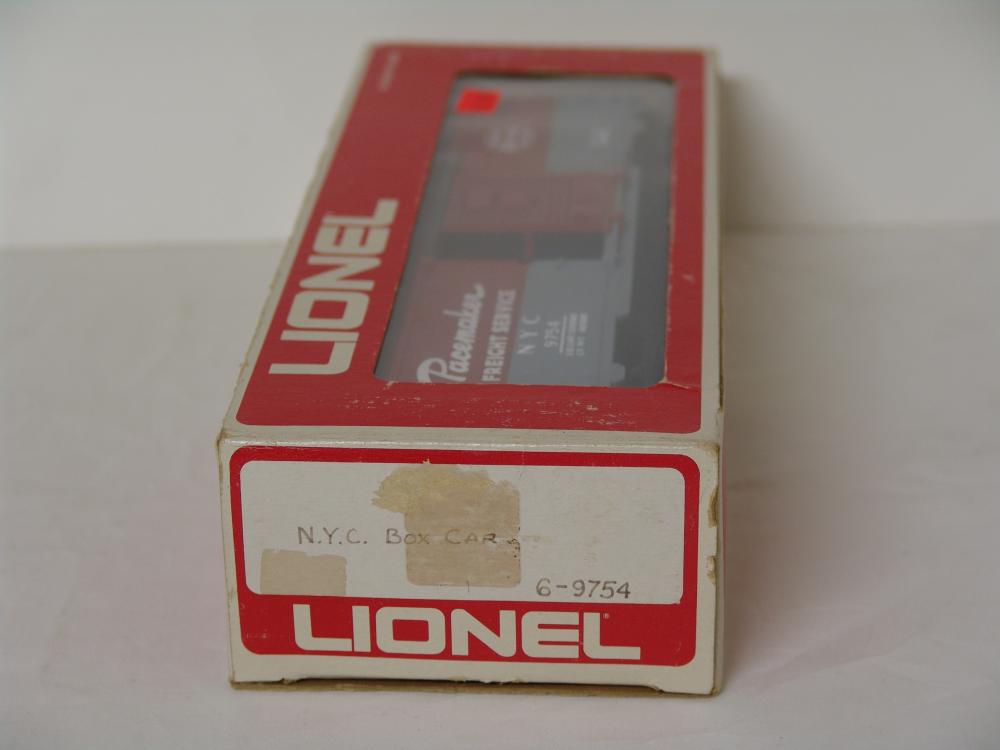 LIONEL
Pacemaker
FREIGHT SERVICE
N Y C
9754
N.Y.C. BOX CAR
6-9754
LIONEL